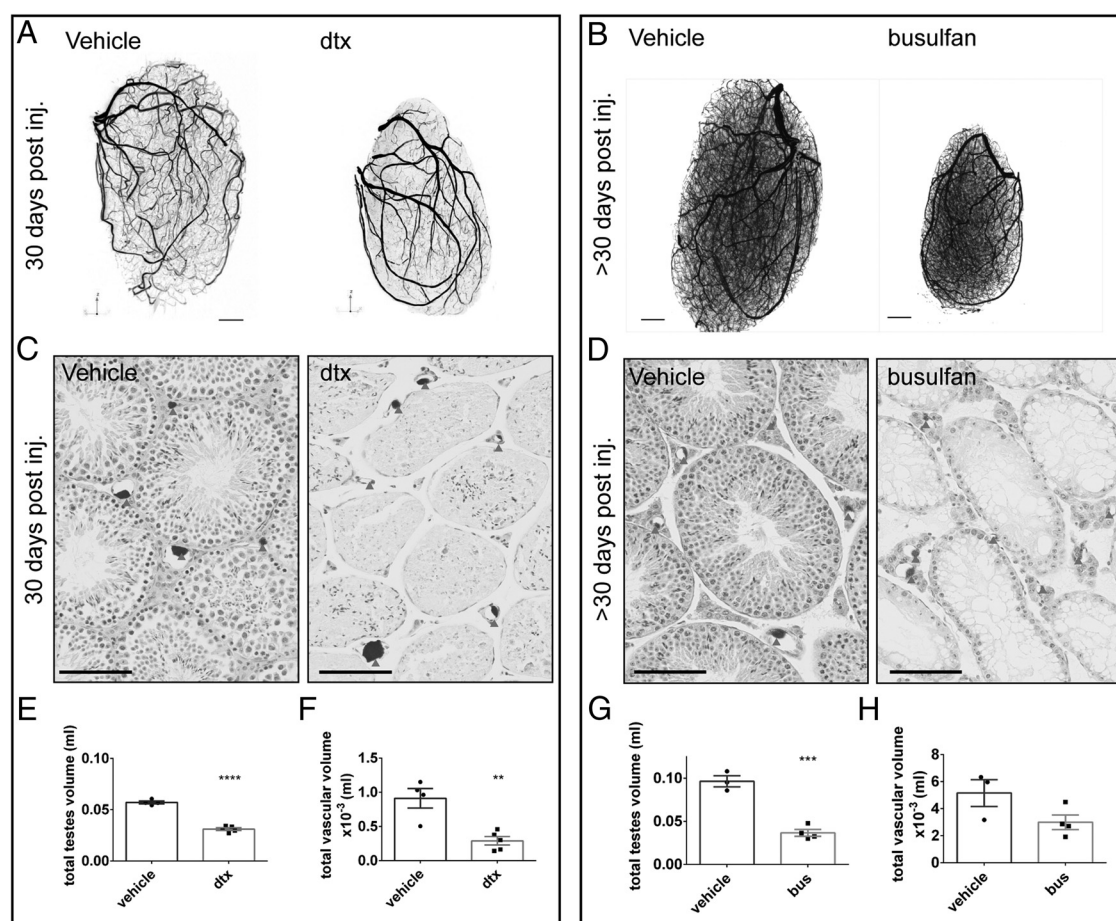 A
Vehicle
dtx
30 days post inj.
B
Vehicle
busulfan
>30 days post inj.
C
Vehicle
dtx
30 days post inj.
D
Vehicle
busulfan
>30 days post inj.
E
total testes volume (ml)
0.10
0.05
0.00
****
vehicle
dtx
F
total vascular volume
x10⁻³ (ml)
1.5
1.0
0.5
0.0
**
vehicle
dtx
G
total testes volume (ml)
0.10
0.05
0.00
***
vehicle
bus
H
total vascular volume
x10⁻³ (ml)
8
6
4
2
0
vehicle
bus